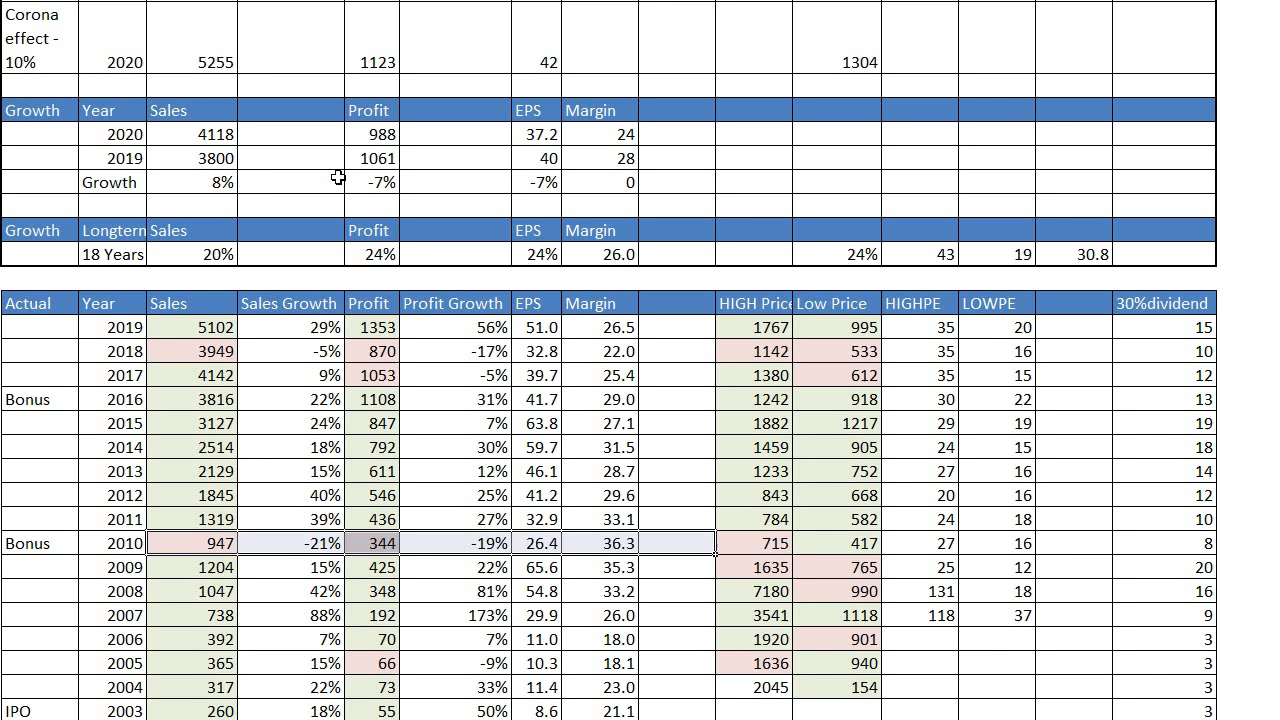 Corona
effect -
10% 2020 5255 1123 42 1304
Growth Year Sales Profit EPS Margin
2020 4118 988 37.2 24
2019 3800 1061 40 28
Growth 8% -7% -7% 0
Growth Longtern Sales Profit EPS Margin
18 Years 20% 24% 24% 26.0 24% 43 19 30.8
Actual Year Sales Sales Growth Profit Profit Growth EPS Margin HIGH Price Low Price HIGHPE LOWPE 30%dividend
2019 5102 29% 1353 56% 51.0 26.5 1767 995 35 20 15
2018 3949 -5% 870 -17% 32.8 22.0 1142 533 35 16 10
2017 4142 9% 1053 -5% 39.7 25.4 1380 612 35 15 12
Bonus 2016 3816 22% 1108 31% 41.7 29.0 1242 918 30 22 13
2015 3127 24% 847 7% 63.8 27.1 1882 1217 29 19 19
2014 2514 18% 792 30% 59.7 31.5 1459 905 24 15 18
2013 2129 15% 611 12% 46.1 28.7 1233 752 27 16 14
2012 1845 40% 546 25% 41.2 29.6 843 668 20 16 12
2011 1319 39% 436 27% 32.9 33.1 784 582 24 18 10
Bonus 2010 947 -21% 344 -19% 26.4 36.3 715 417 27 16 8
2009 1204 15% 425 22% 65.6 35.3 1635 765 25 12 20
2008 1047 42% 348 81% 54.8 33.2 7180 990 131 18 16
2007 738 88% 192 173% 29.9 26.0 3541 1118 118 37 9
2006 392 7% 70 7% 11.0 18.0 1920 901 3
2005 365 15% 66 -9% 10.3 18.1 1636 940 3
2004 317 22% 73 33% 11.4 23.0 2045 154 3
IPO 2003 260 18% 55 50% 8.6 21.1 3